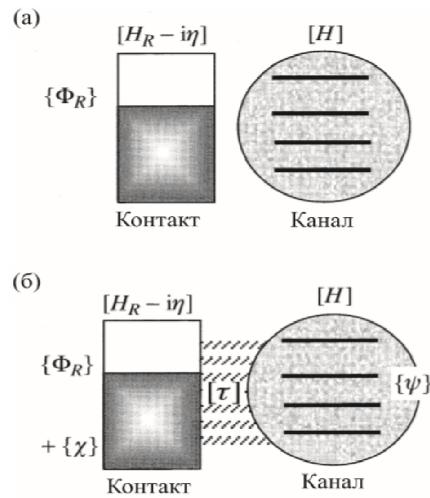 (а)
[H_R − iη] [H]
{Φ_R}
Контакт Канал
(б)
[H_R − iη] [H]
{Φ_R} [τ] {ψ}
+ {χ}
Контакт Канал